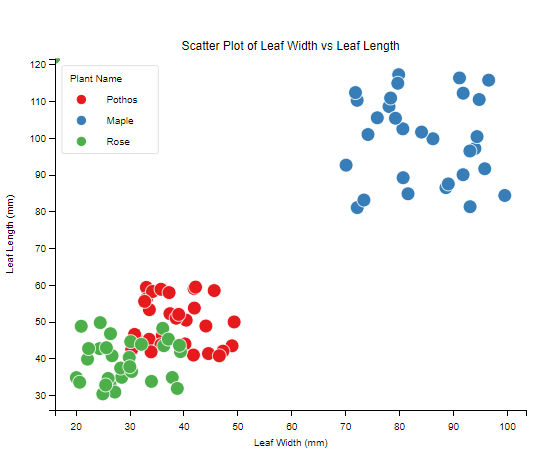 Scatter Plot of Leaf Width vs Leaf Length
Plant Name
Pothos
Maple
Rose
Leaf Length (mm)
120
110
100
90
80
70
60
50
40
30
20 30 40 50 60 70 80 90 100
Leaf Width (mm)